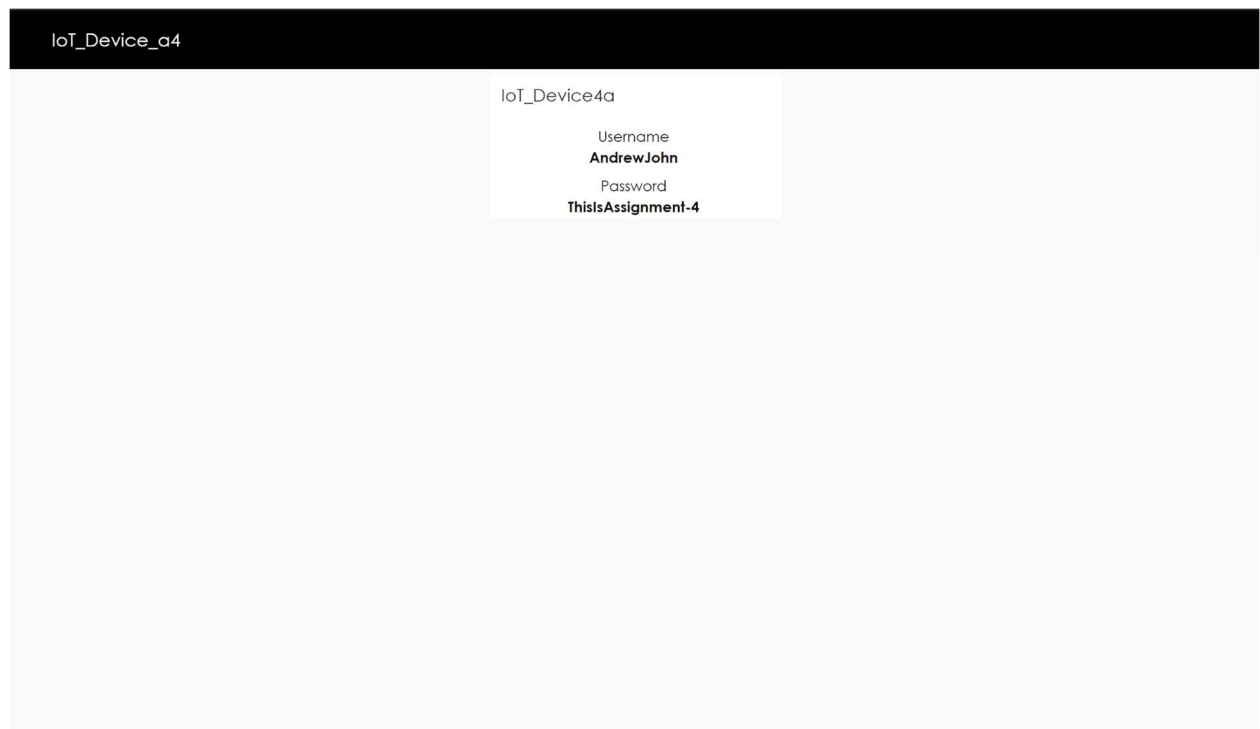 IoT_Device_a4
IoT_Device4a
Username
AndrewJohn
Password
ThisIsAssignment-4